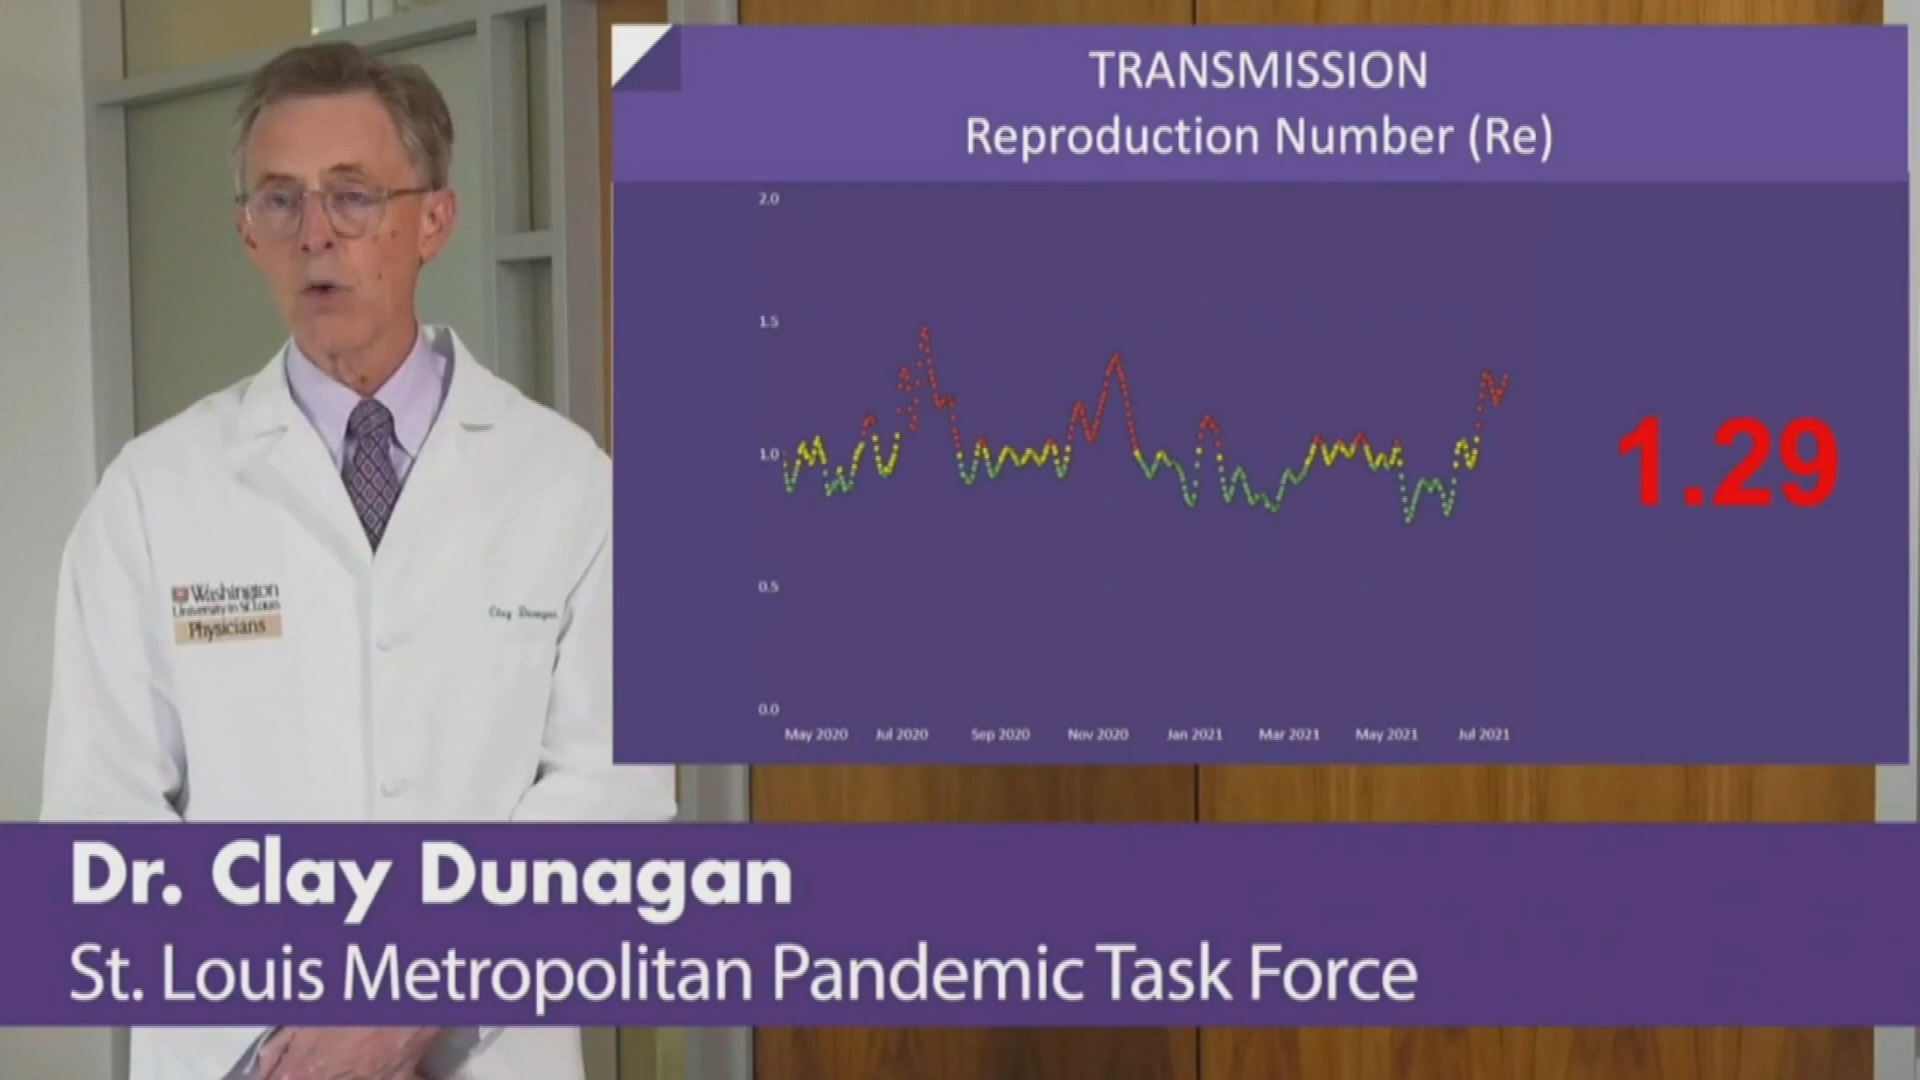 TRANSMISSION
Reproduction Number (Re)
2.0
1.5
1.0
0.5
0.0
May 2020 Jul 2020 Sep 2020 Nov 2020 Jan 2021 Mar 2021 May 2021 Jul 2021
1.29
Washington
University in St. Louis
Physicians
Clay Dunagan
Dr. Clay Dunagan
St. Louis Metropolitan Pandemic Task Force